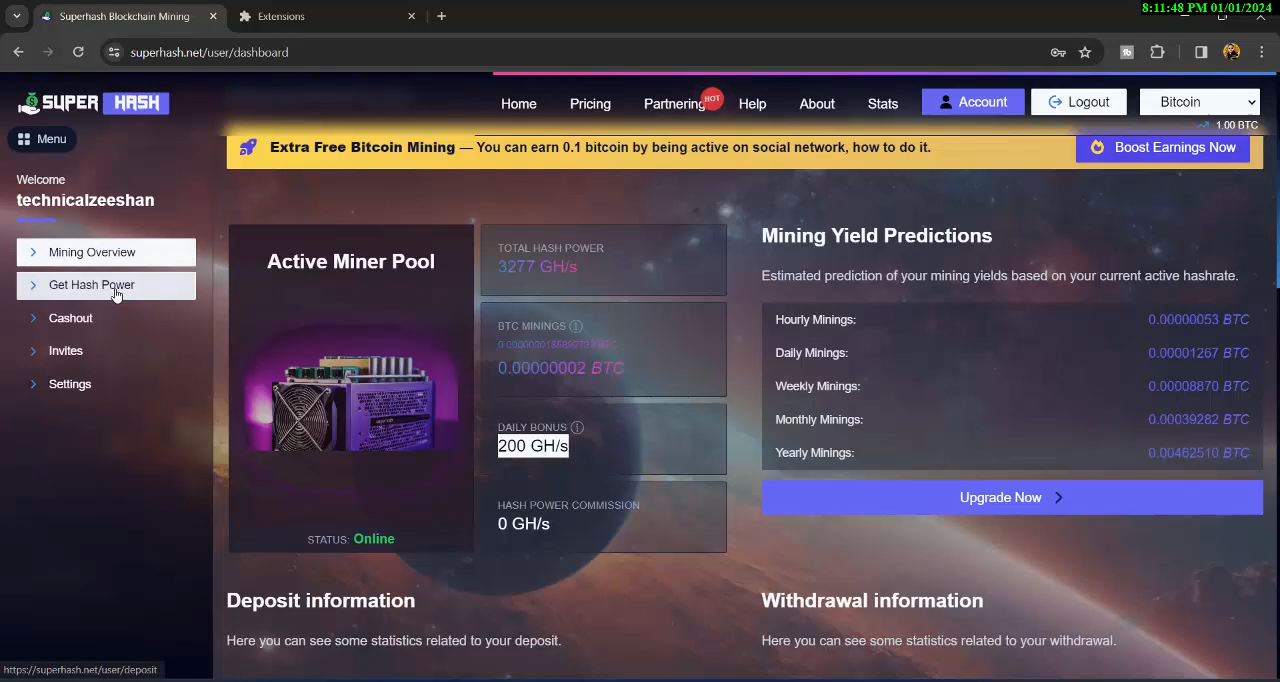 8:11:48 PM 01/01/2024
Superhash Blockchain Mining
Extensions
superhash.net/user/dashboard
SUPER HASH
Home
Pricing
Partnering
HOT
Help
About
Stats
Account
Logout
Bitcoin
1.00 BTC
Menu
Extra Free Bitcoin Mining — You can earn 0.1 bitcoin by being active on social network, how to do it.
Boost Earnings Now
Welcome
technicalzeeshan
Mining Overview
Get Hash Power
Cashout
Invites
Settings
Active Miner Pool
STATUS: Online
TOTAL HASH POWER
3277 GH/s
BTC MININGS
0.00000002 BTC
DAILY BONUS
200 GH/s
HASH POWER COMMISSION
0 GH/s
Mining Yield Predictions
Estimated prediction of your mining yields based on your current active hashrate.
Hourly Minings: 0.00000053 BTC
Daily Minings: 0.00001267 BTC
Weekly Minings: 0.00008870 BTC
Monthly Minings: 0.00039282 BTC
Yearly Minings: 0.00462510 BTC
Upgrade Now
Deposit information
Here you can see some statistics related to your deposit.
Withdrawal information
Here you can see some statistics related to your withdrawal.
https://superhash.net/user/deposit